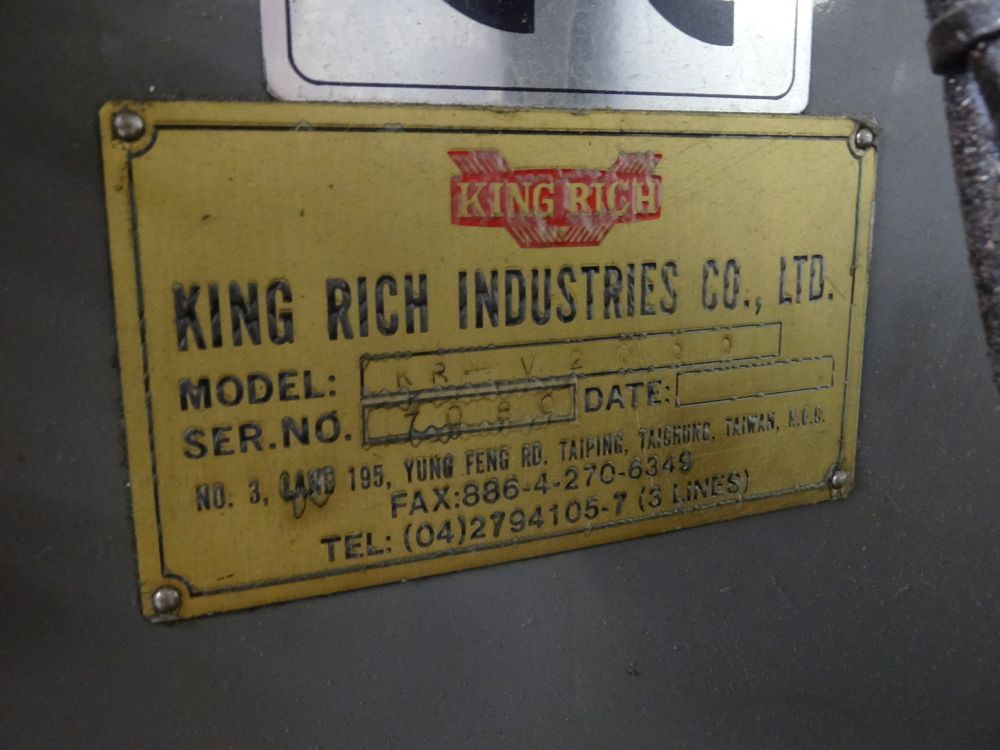 KING RICH
KING RICH INDUSTRIES CO., LTD.
MODEL: KR-V2000
SER.NO. 7080 DATE:
NO. 3, LANE 195, YUNG FENG RD. TAIPING, TAICHUNG, TAIWAN, R.O.C.
FAX:886-4-270-6349
TEL: (04)2794105-7 (3 LINES)